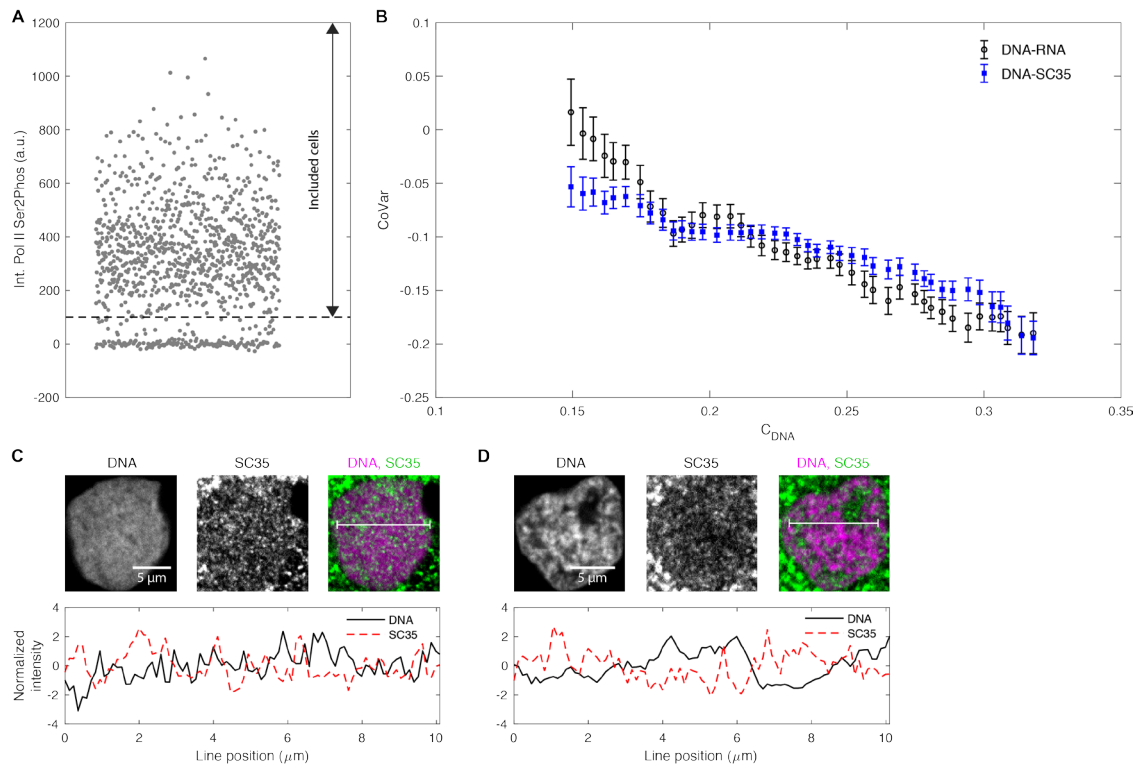 A
1200
1000
800
600
400
200
0
-200
Int. Pol II Ser2Phos (a.u.)
Included cells
B
0.1
0.05
0
-0.05
-0.1
-0.15
-0.2
-0.25
CoVar
DNA-RNA
DNA-SC35
0.1 0.15 0.2 0.25 0.3 0.35
C_DNA
C
DNA SC35 DNA, SC35
5 µm
4
2
0
-2
-4
Normalized
intensity
DNA
SC35
0 2 4 6 8 10
Line position (µm)
D
DNA SC35 DNA, SC35
5 µm
4
2
0
-2
-4
DNA
SC35
0 2 4 6 8 10
Line position (µm)